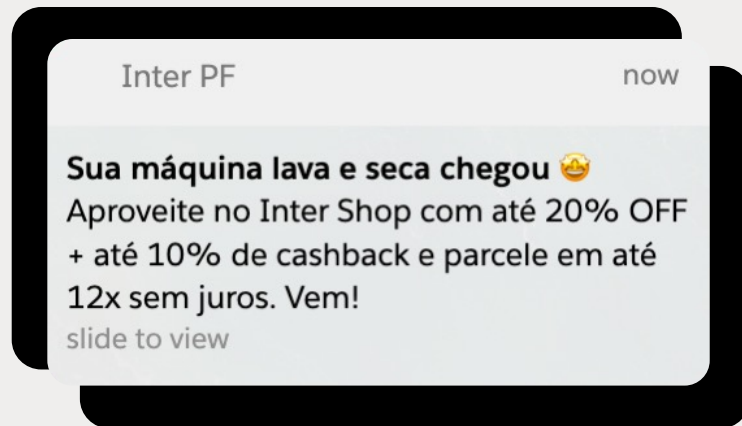 Inter PF
now
Sua máquina lava e seca chegou 🤩
Aproveite no Inter Shop com até 20% OFF
+ até 10% de cashback e parcele em até
12x sem juros. Vem!
slide to view